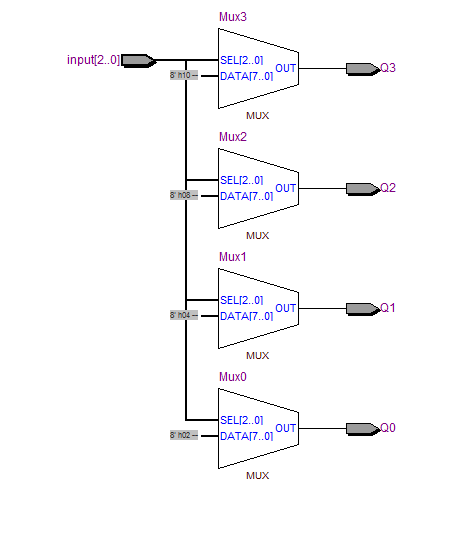 Mux3
input[2..0]
SEL[2..0]
8' h10
DATA[7..0]
OUT
Q3
MUX
Mux2
SEL[2..0]
8' h08
DATA[7..0]
OUT
Q2
MUX
Mux1
SEL[2..0]
8' h04
DATA[7..0]
OUT
Q1
MUX
Mux0
SEL[2..0]
8' h02
DATA[7..0]
OUT
Q0
MUX